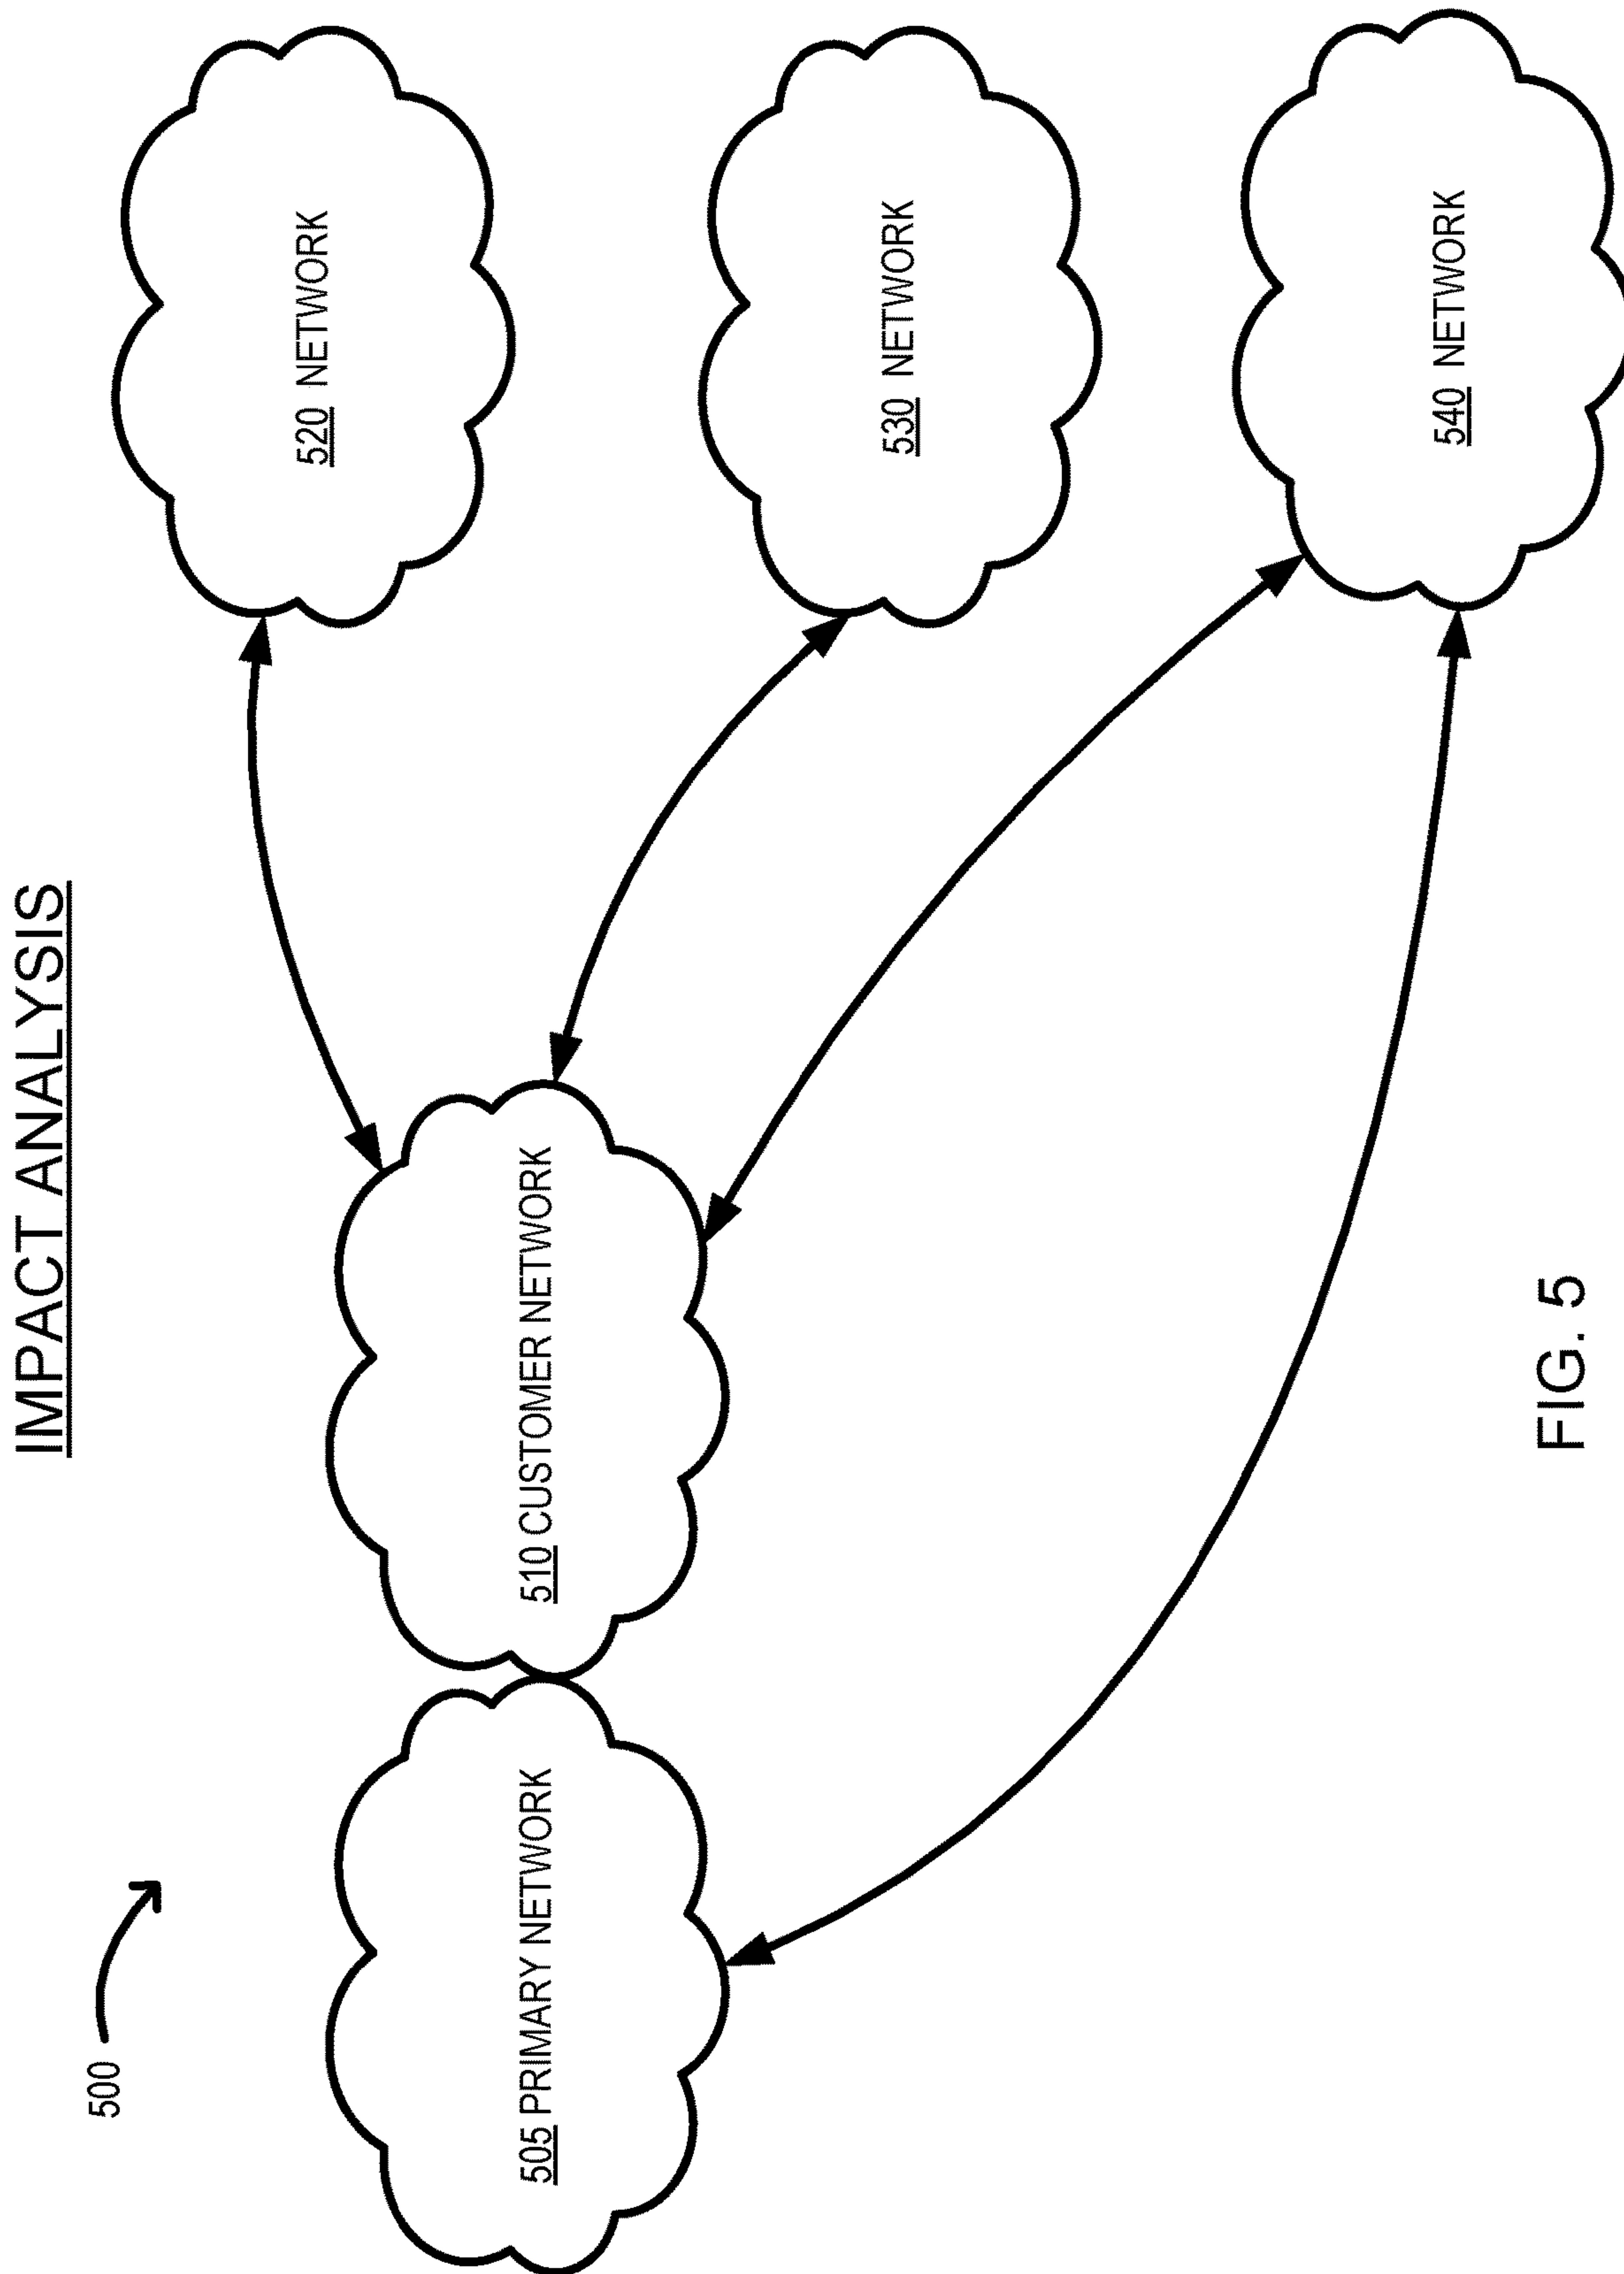 IMPACT ANALYSIS
500
505 PRIMARY NETWORK
510 CUSTOMER NETWORK
520 NETWORK
530 NETWORK
540 NETWORK
FIG. 5